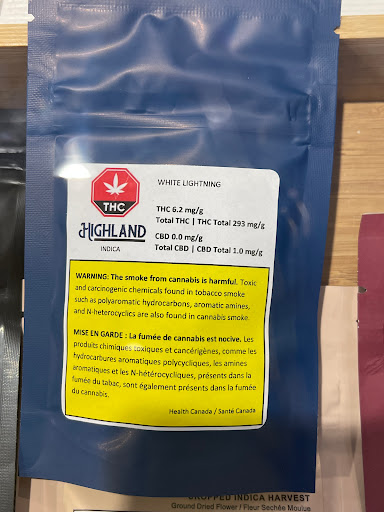 THC
HIGHLAND
INDICA
WHITE LIGHTNING
THC 6.2 mg/g
Total THC | THC Total 293 mg/g
CBD 0.0 mg/g
Total CBD | CBD Total 1.0 mg/g
WARNING: The smoke from cannabis is harmful. Toxic
and carcinogenic chemicals found in tobacco smoke
such as polyaromatic hydrocarbons, aromatic amines,
and N-heterocyclics are also found in cannabis smoke.
MISE EN GARDE : La fumée de cannabis est nocive. Les
produits chimiques toxiques et cancérigènes, comme les
hydrocarbures aromatiques polycycliques, les amines
aromatiques et les N-hétérocycliques, présents dans la
fumée du tabac, sont également présents dans la fumée
du cannabis.
Health Canada / Santé Canada
CROPPED INDICA HARVEST
Ground Dried Flower / Fleur Sechée Moulue